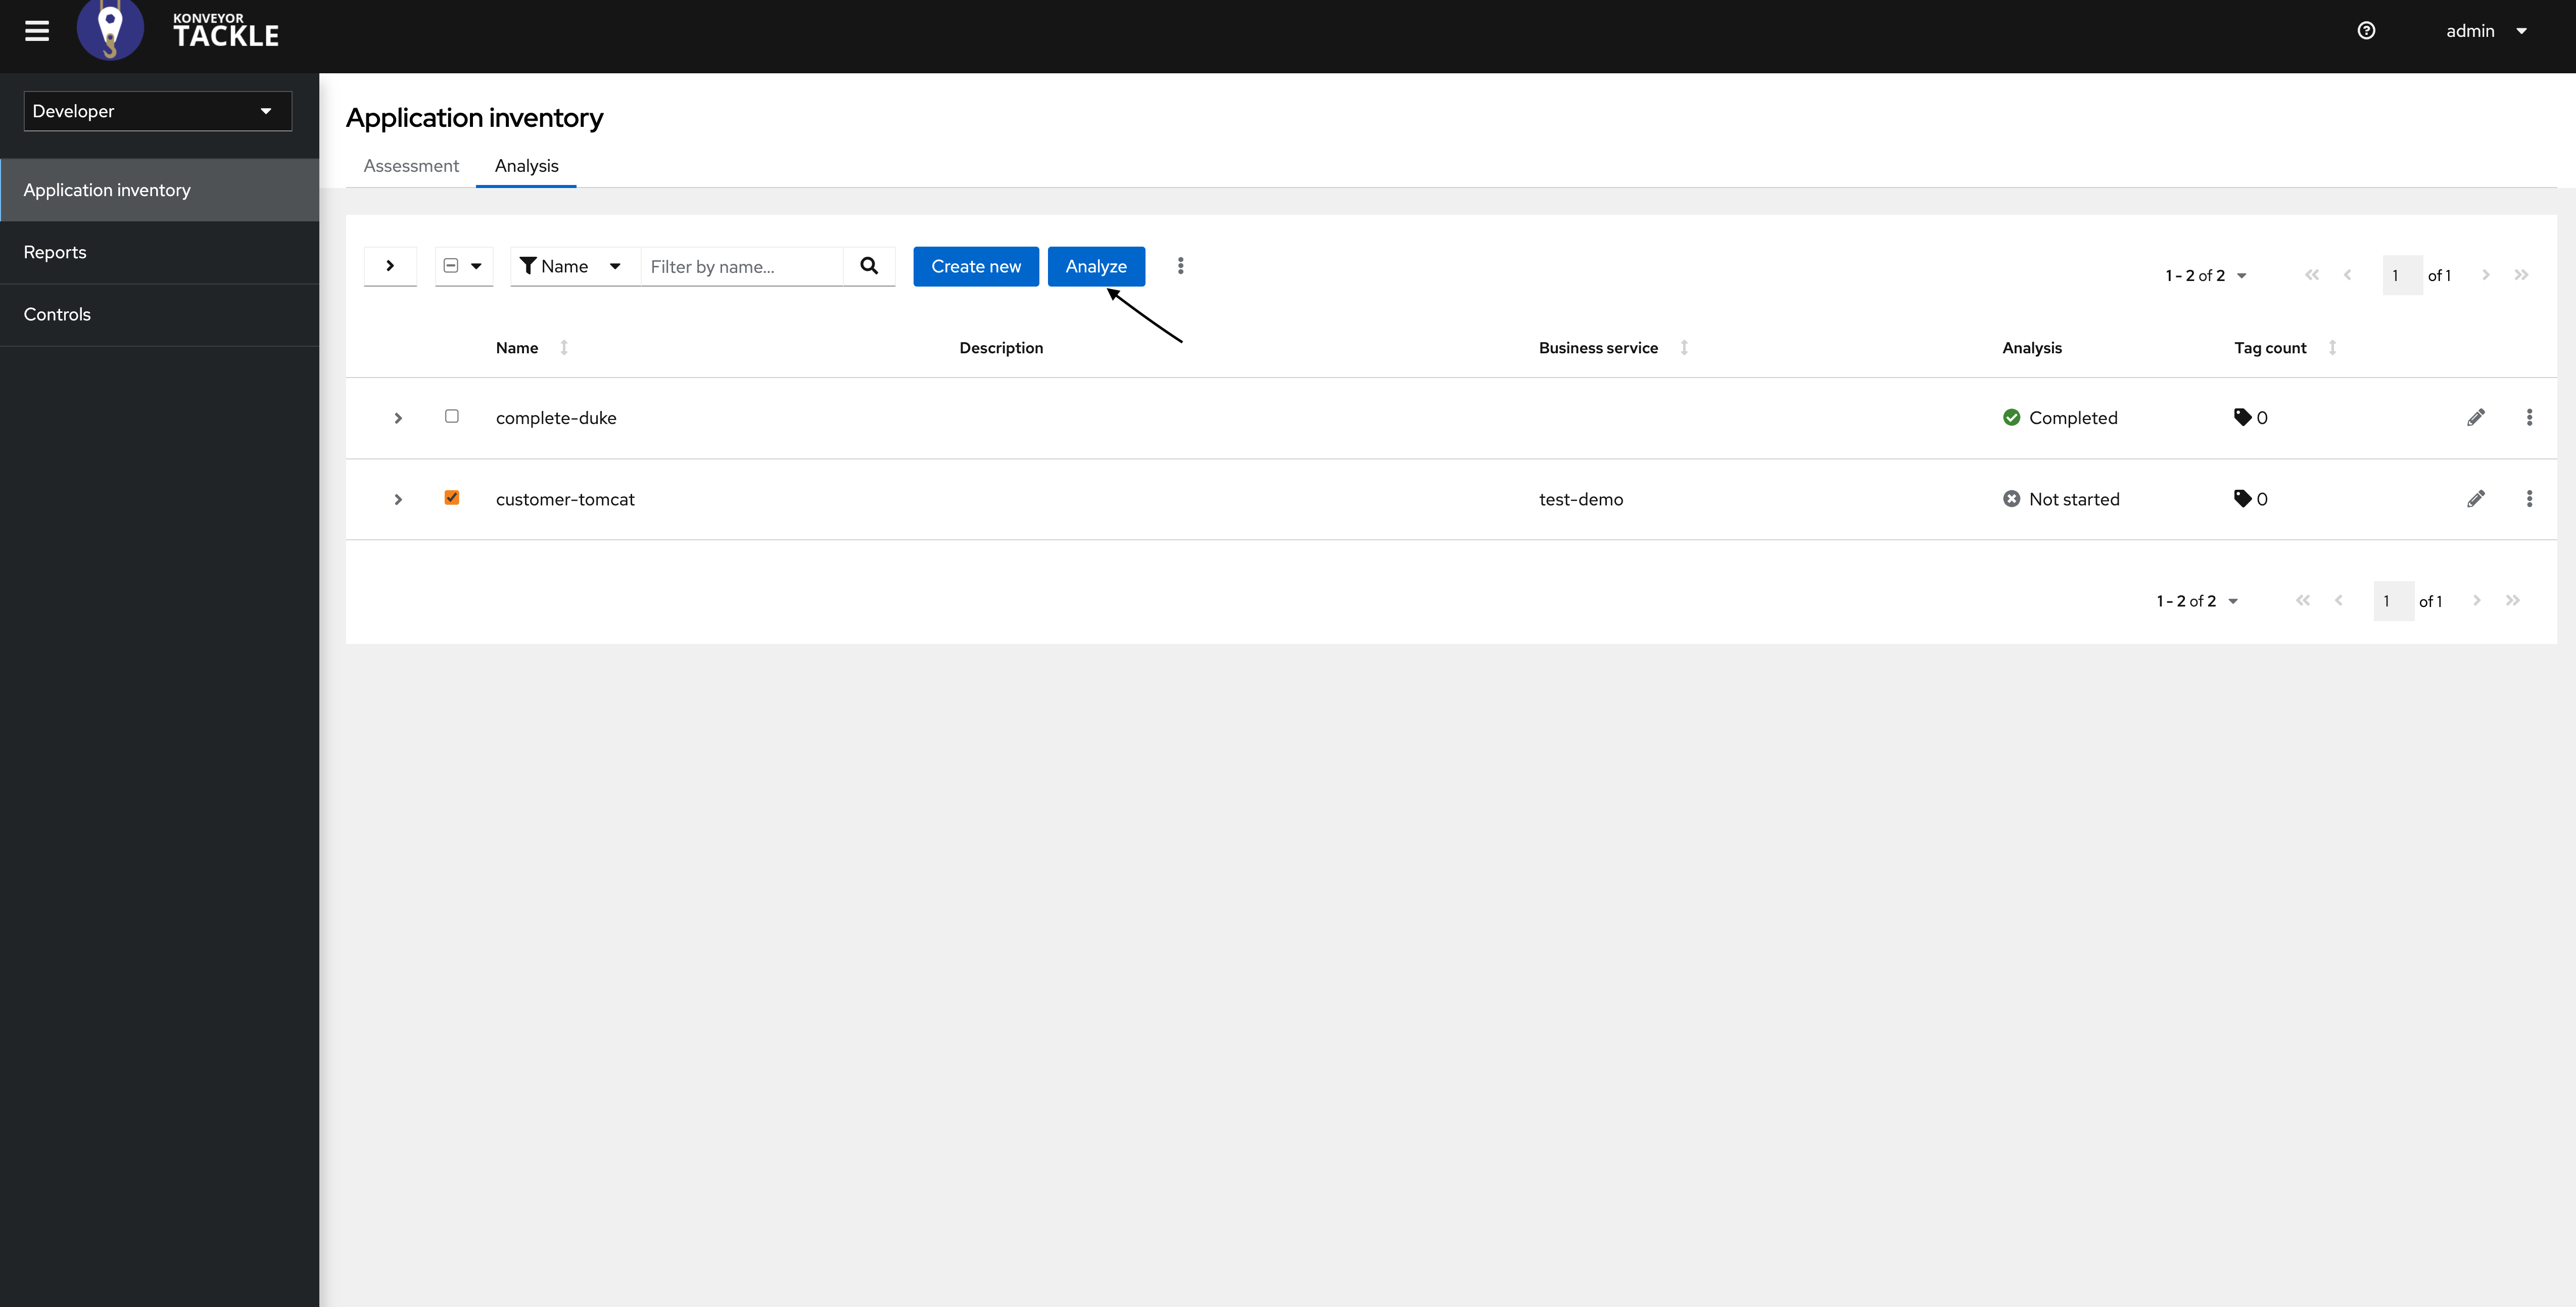 KONVEYOR
TACKLE
admin
Developer
Application inventory
Reports
Controls
Application inventory
Assessment Analysis
Name Filter by name... Create new Analyze 1 - 2 of 2 1 of 1
Name Description Business service Analysis Tag count
complete-duke Completed 0
customer-tomcat test-demo Not started 0
1 - 2 of 2 1 of 1